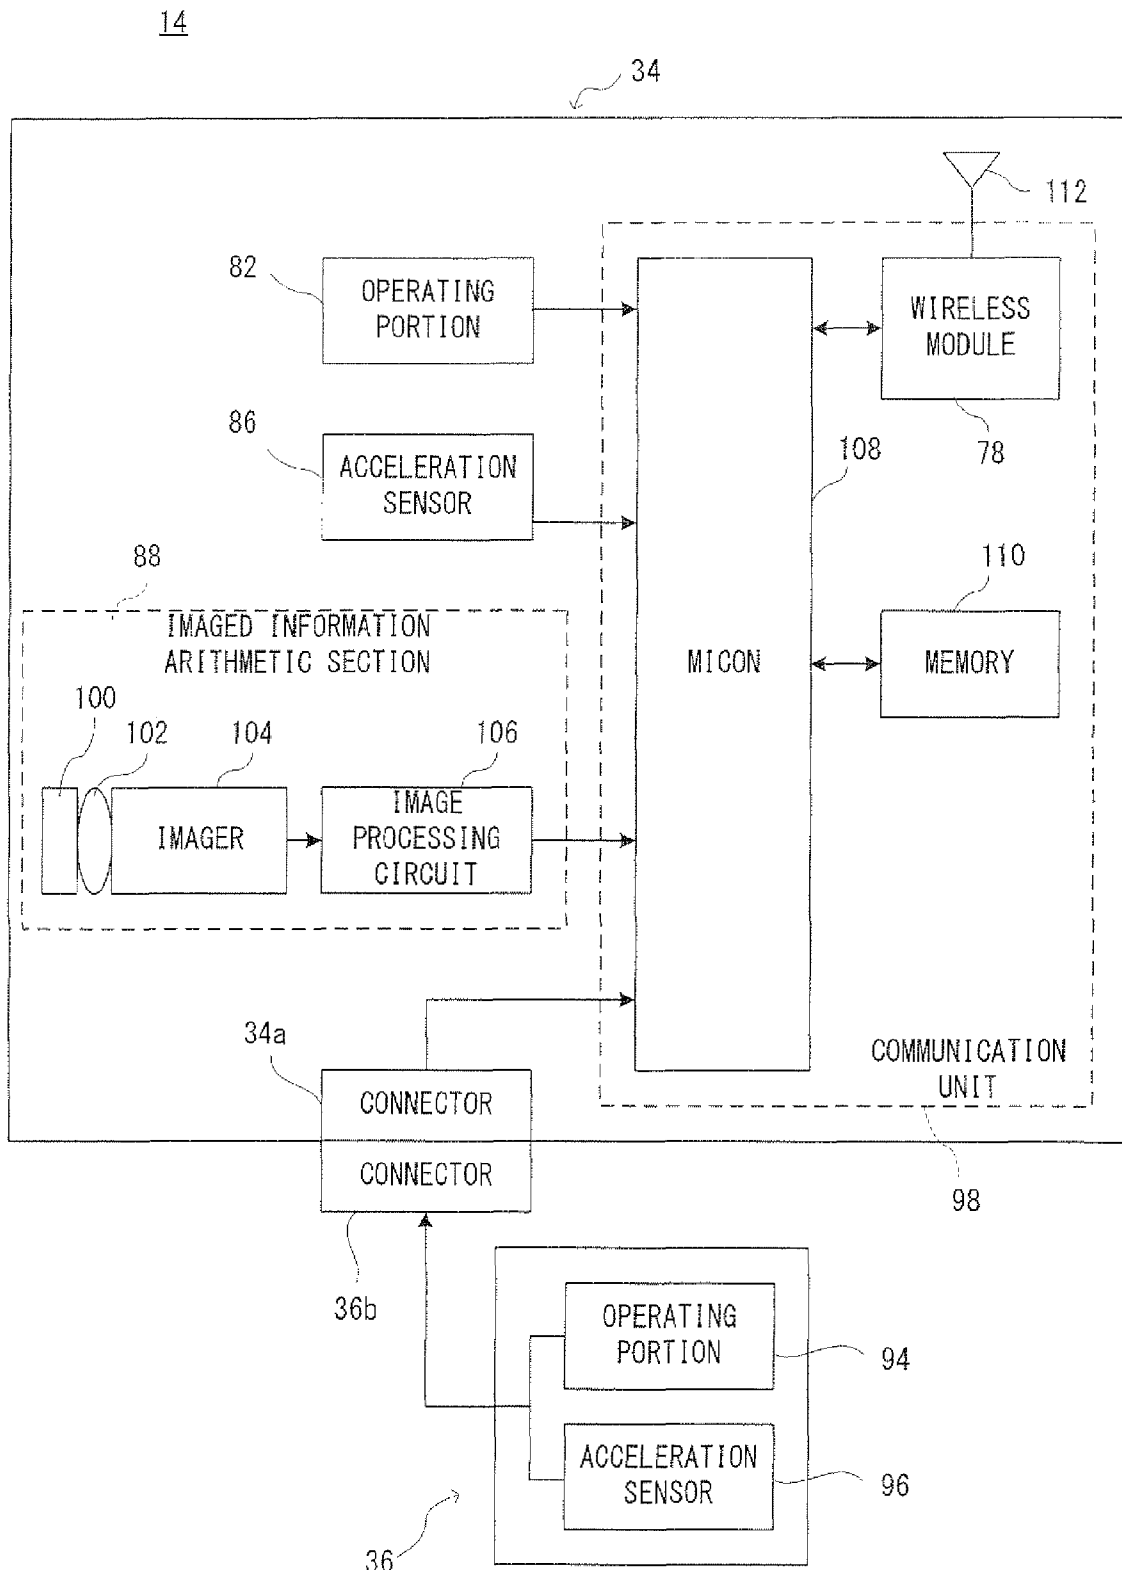 14
34
112
82
OPERATING
PORTION
WIRELESS
MODULE
78
86
ACCELERATION
SENSOR
108
110
MEMORY
MICON
88
IMAGED INFORMATION
ARITHMETIC SECTION
100
102
104
106
IMAGER
IMAGE
PROCESSING
CIRCUIT
34a
CONNECTOR
COMMUNICATION
UNIT
98
CONNECTOR
36b
OPERATING
PORTION
94
ACCELERATION
SENSOR
96
36